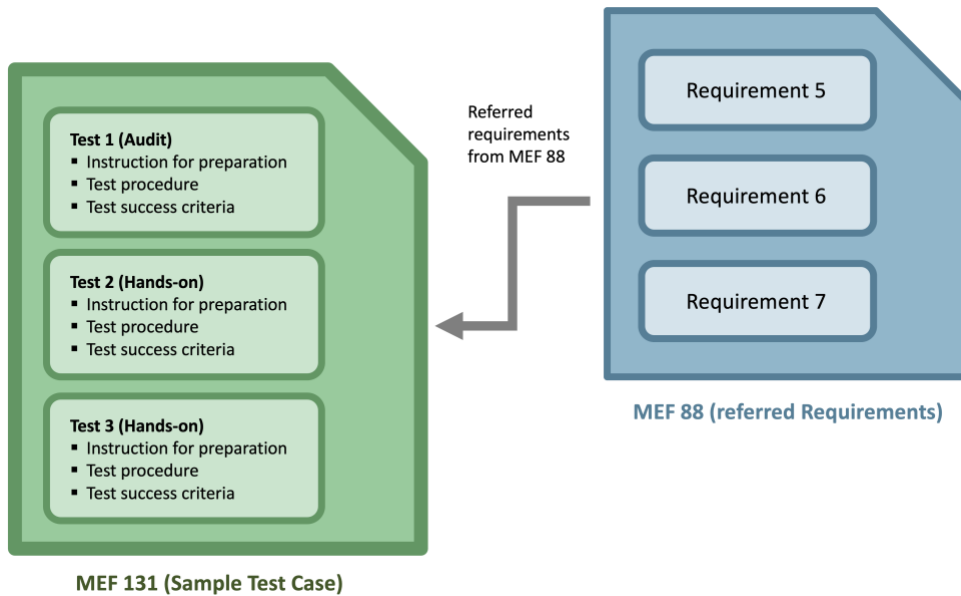 Test 1 (Audit)
▪ Instruction for preparation
▪ Test procedure
▪ Test success criteria
Test 2 (Hands-on)
▪ Instruction for preparation
▪ Test procedure
▪ Test success criteria
Test 3 (Hands-on)
▪ Instruction for preparation
▪ Test procedure
▪ Test success criteria
MEF 131 (Sample Test Case)
Referred
requirements
from MEF 88
Requirement 5
Requirement 6
Requirement 7
MEF 88 (referred Requirements)